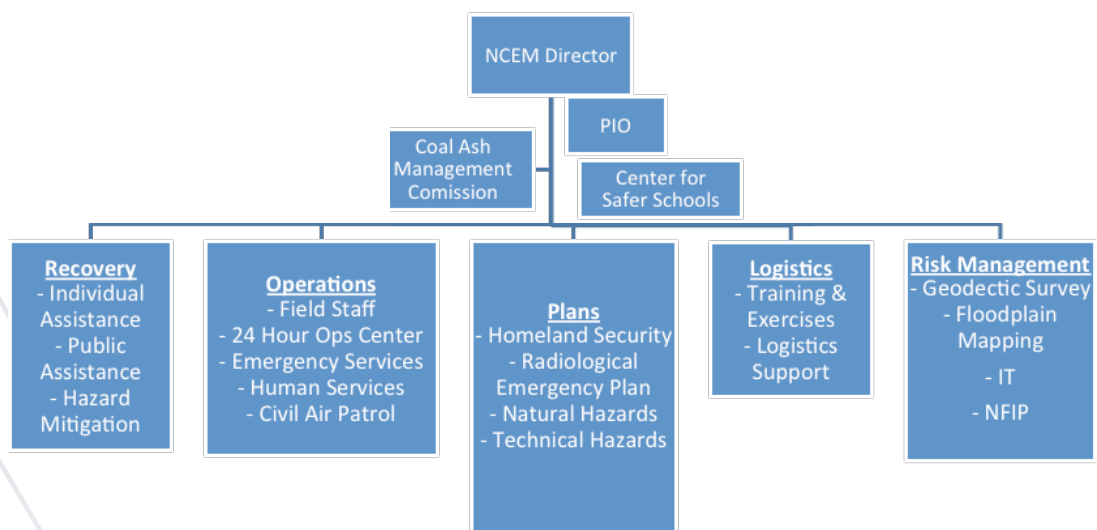 NCEM Director
PIO
Coal Ash
Management
Comission
Center for
Safer Schools
Recovery
- Individual
Assistance
- Public
Assistance
- Hazard
Mitigation
Operations
- Field Staff
- 24 Hour Ops Center
- Emergency Services
- Human Services
- Civil Air Patrol
Plans
- Homeland Security
- Radiological
Emergency Plan
- Natural Hazards
- Technical Hazards
Logistics
- Training &
Exercises
- Logistics
Support
Risk Management
- Geodectic Survey
- Floodplain
Mapping
- IT
- NFIP